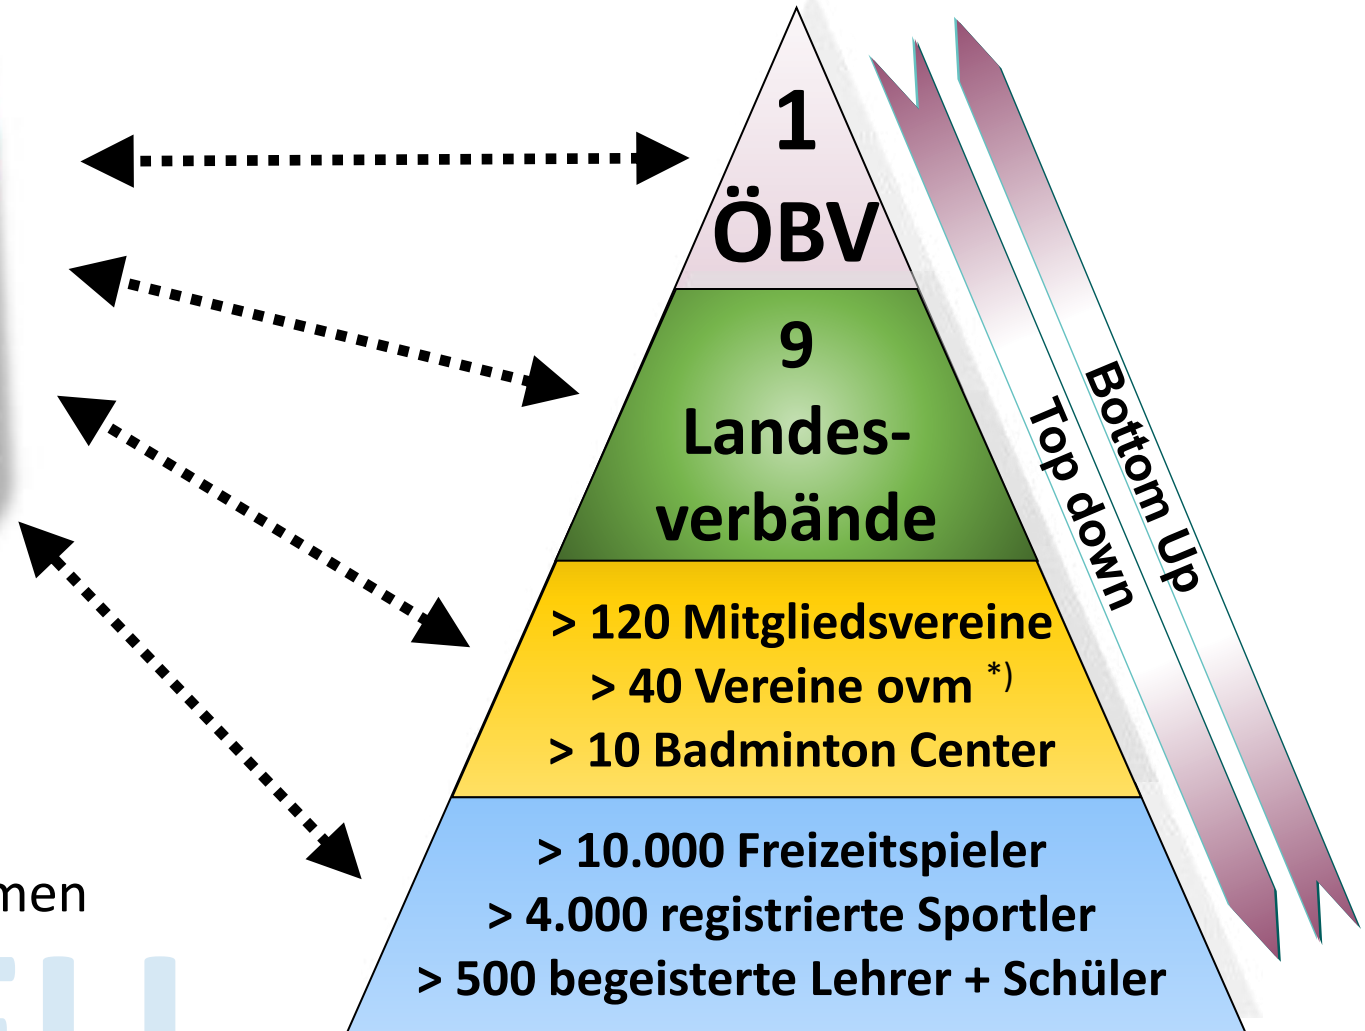 1
ÖBV
9
Landes-
verbände
> 120 Mitgliedsvereine
> 40 Vereine ovm *)
> 10 Badminton Center
> 10.000 Freizeitspieler
> 4.000 registrierte Sportler
> 500 begeisterte Lehrer + Schüler
Top down
Bottom Up